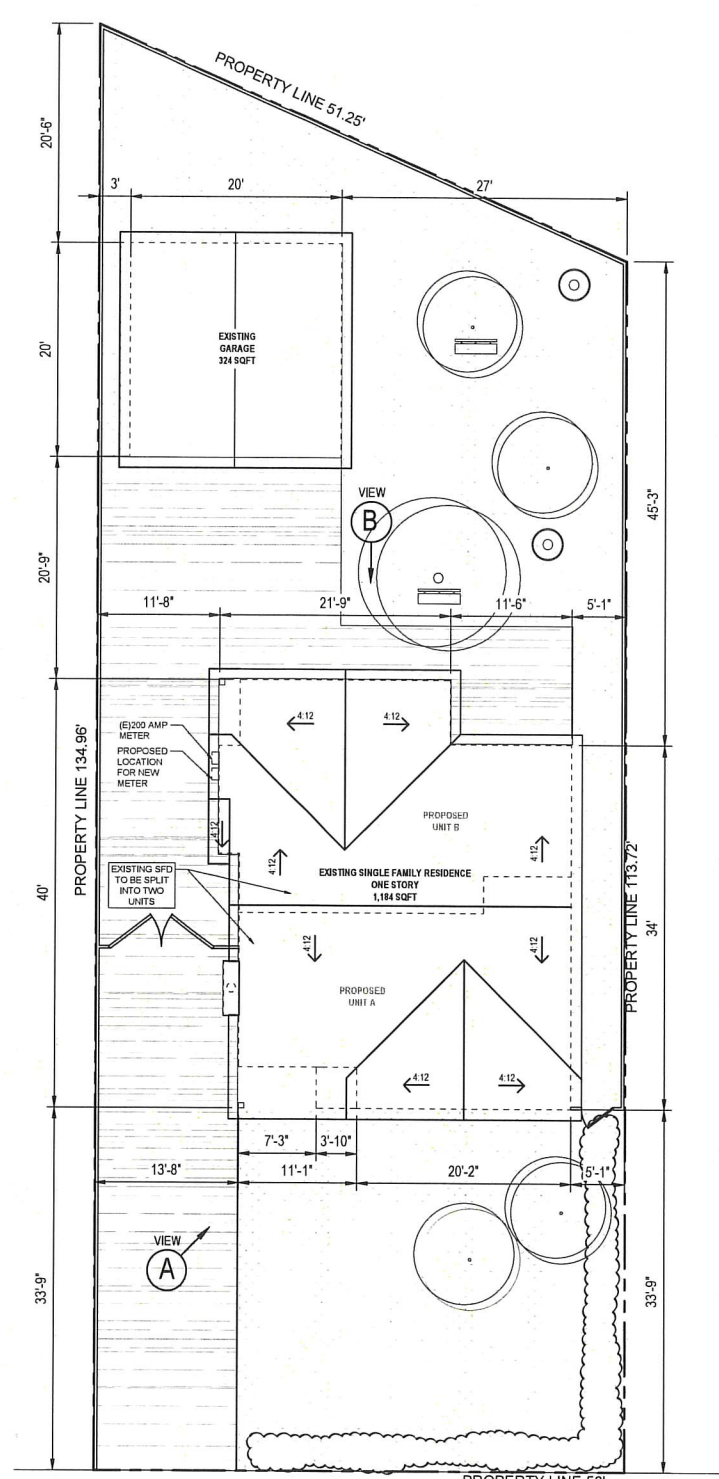 PROPERTY LINE 51.25'
20'-6"
3'
20'
27'
EXISTING
GARAGE
324 SQFT
20'
45'-3"
VIEW
B
20'-9"
11'-8"
21'-9"
11'-6"
5'-1"
4:12
4:12
(E)200 AMP
METER
PROPOSED
LOCATION
FOR NEW
METER
PROPERTY LINE 134.96'
PROPOSED
UNIT B
4:12
4:12
4:12
EXISTING SFD
TO BE SPLIT
INTO TWO
UNITS
EXISTING SINGLE FAMILY RESIDENCE
ONE STORY
1,184 SQFT
40'
34'
PROPERTY LINE 113.72'
4:12
4:12
PROPOSED
UNIT A
4:12
4:12
7'-3"
3'-10"
13'-8"
11'-1"
20'-2"
5'-1"
VIEW
A
33'-9"
33'-9"
PROPERTY LINE 50'